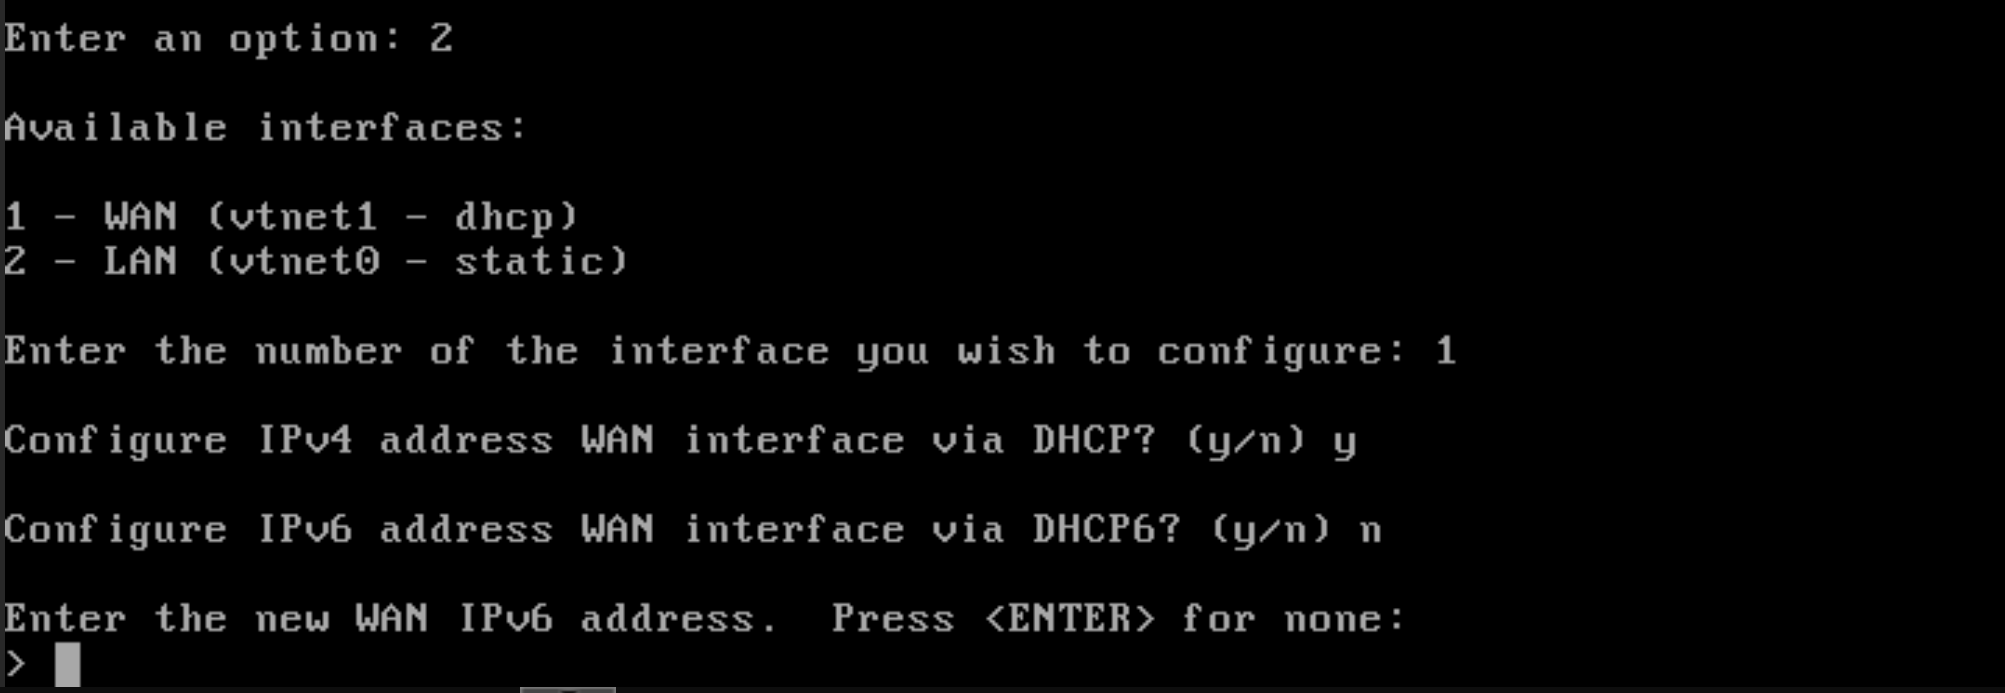 Enter an option: 2
Available interfaces:
1 - WAN (vtnet1 - dhcp)
2 - LAN (vtnet0 - static)
Enter the number of the interface you wish to configure: 1
Configure IPv4 address WAN interface via DHCP? (y/n) y
Configure IPv6 address WAN interface via DHCP6? (y/n) n
Enter the new WAN IPv6 address.  Press <ENTER> for none:
>